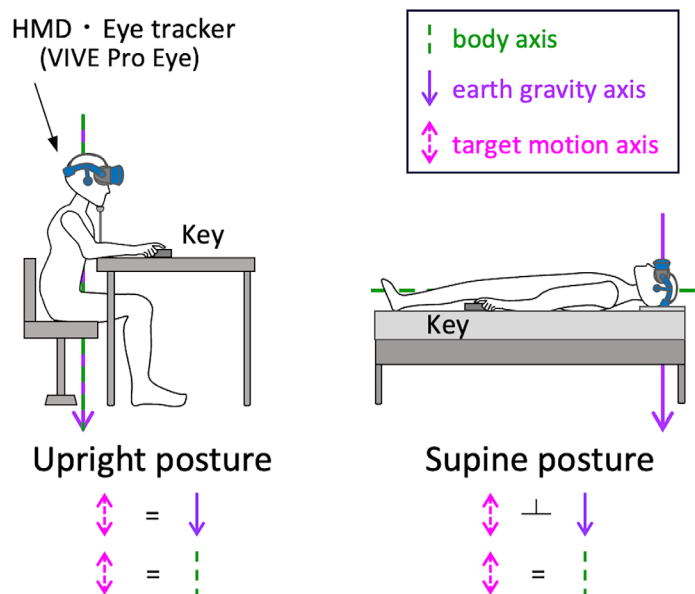 HMD・Eye tracker
(VIVE Pro Eye)
body axis
earth gravity axis
target motion axis
Key
Key
Upright posture
Supine posture
= ⊥
= =